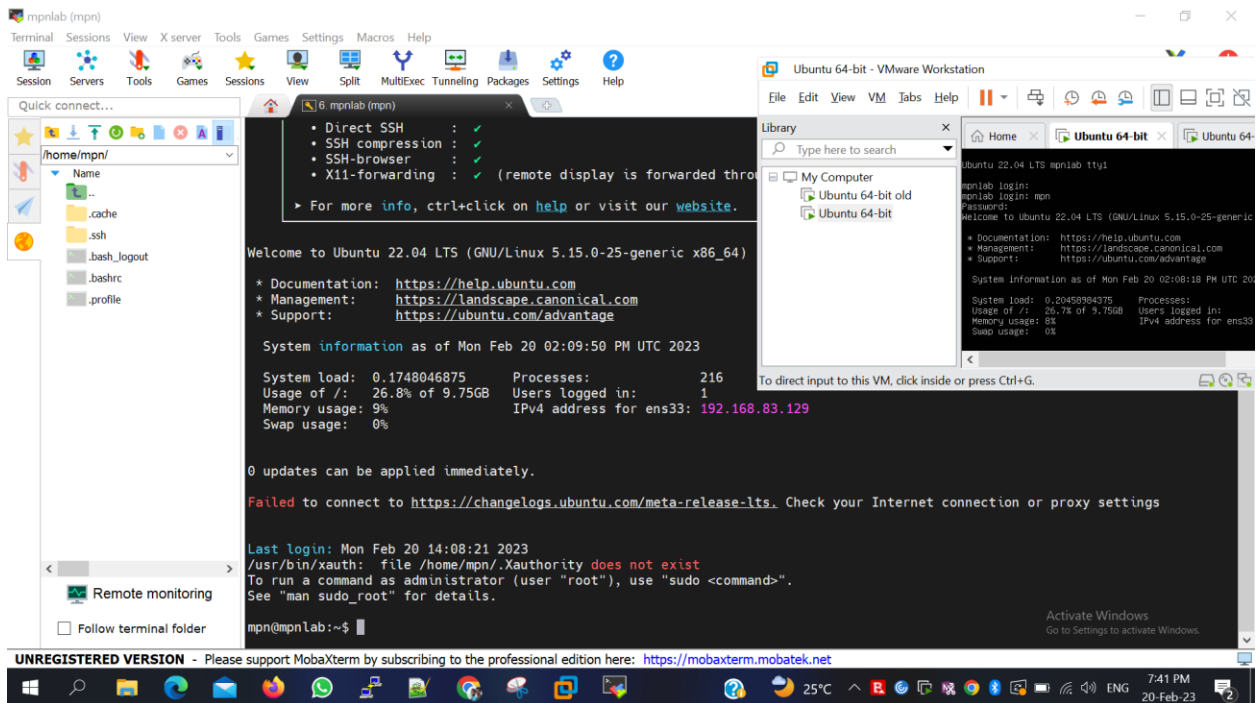 mpnlab (mpn)
Terminal Sessions View X server Tools Games Settings Macros Help
Session Servers Tools Games Sessions View Split MultiExec Tunneling Packages Settings Help
Quick connect...
6. mpnlab (mpn)
/home/mpn/
Name
..
.cache
.ssh
.bash_logout
.bashrc
.profile
Remote monitoring
Follow terminal folder
• Direct SSH : ✔
• SSH compression : ✔
• SSH-browser : ✔
• X11-forwarding : ✔ (remote display is forwarded throu
➤ For more info, ctrl+click on help or visit our website.
Welcome to Ubuntu 22.04 LTS (GNU/Linux 5.15.0-25-generic x86_64)
* Documentation: https://help.ubuntu.com
* Management: https://landscape.canonical.com
* Support: https://ubuntu.com/advantage
System information as of Mon Feb 20 02:09:50 PM UTC 2023
System load: 0.1748046875 Processes: 216
Usage of /: 26.8% of 9.75GB Users logged in: 1
Memory usage: 9% IPv4 address for ens33: 192.168.83.129
Swap usage: 0%
0 updates can be applied immediately.
Failed to connect to https://changelogs.ubuntu.com/meta-release-lts. Check your Internet connection or proxy settings
Last login: Mon Feb 20 14:08:21 2023
/usr/bin/xauth: file /home/mpn/.Xauthority does not exist
To run a command as administrator (user "root"), use "sudo <command>".
See "man sudo_root" for details.
mpn@mpnlab:~$
Ubuntu 64-bit - VMware Workstation
File Edit View VM Tabs Help
Library
Type here to search
My Computer
Ubuntu 64-bit old
Ubuntu 64-bit
Home Ubuntu 64-bit Ubuntu 64-
Ubuntu 22.04 LTS mpnlab tty1
mpnlab login:
mpnlab login: mpn
Password:
Welcome to Ubuntu 22.04 LTS (GNU/Linux 5.15.0-25-generic
* Documentation: https://help.ubuntu.com
* Management: https://landscape.canonical.com
* Support: https://ubuntu.com/advantage
System information as of Mon Feb 20 02:08:18 PM UTC 202
System load: 0.20458984375 Processes:
Usage of /: 26.7% of 9.75GB Users logged in:
Memory usage: 8% IPv4 address for ens33
Swap usage: 0%
To direct input to this VM, click inside or press Ctrl+G.
Activate Windows
Go to Settings to activate Windows.
UNREGISTERED VERSION - Please support MobaXterm by subscribing to the professional edition here: https://mobaxterm.mobatek.net
25°C ENG 7:41 PM
20-Feb-23
2